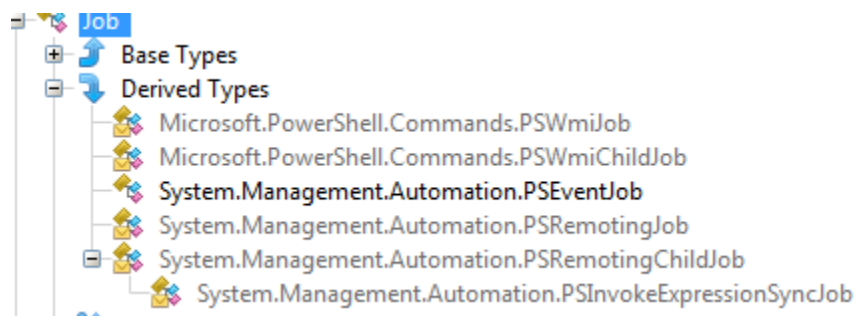 Job
Base Types
Derived Types
Microsoft.PowerShell.Commands.PSWmiJob
Microsoft.PowerShell.Commands.PSWmiChildJob
System.Management.Automation.PSEventJob
System.Management.Automation.PSRemotingJob
System.Management.Automation.PSRemotingChildJob
System.Management.Automation.PSInvokeExpressionSyncJob